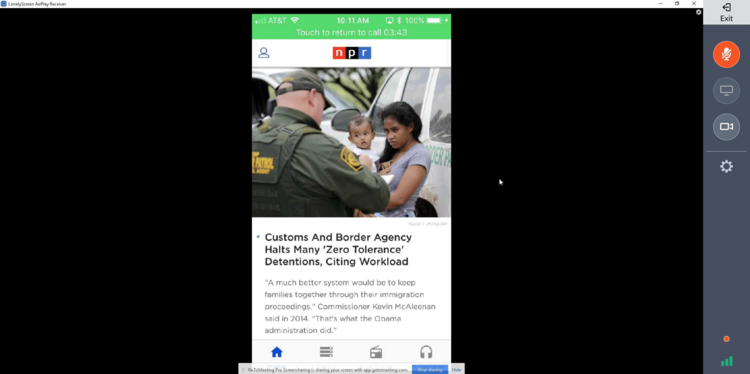 LonelyScreen AirPlay Receiver
Exit
AT&T 10:11 AM 100%
Touch to return to call 03:43
npr
Customs And Border Agency
Halts Many 'Zero Tolerance'
Detentions, Citing Workload
"A much better system would be to keep
families together through their immigration
proceedings." Commissioner Kevin McAleenan
said in 2014. "That's what the Obama
administration did."
Screensharing is sharing your screen with app.gotomeeting.com.
Stop sharing
Hide